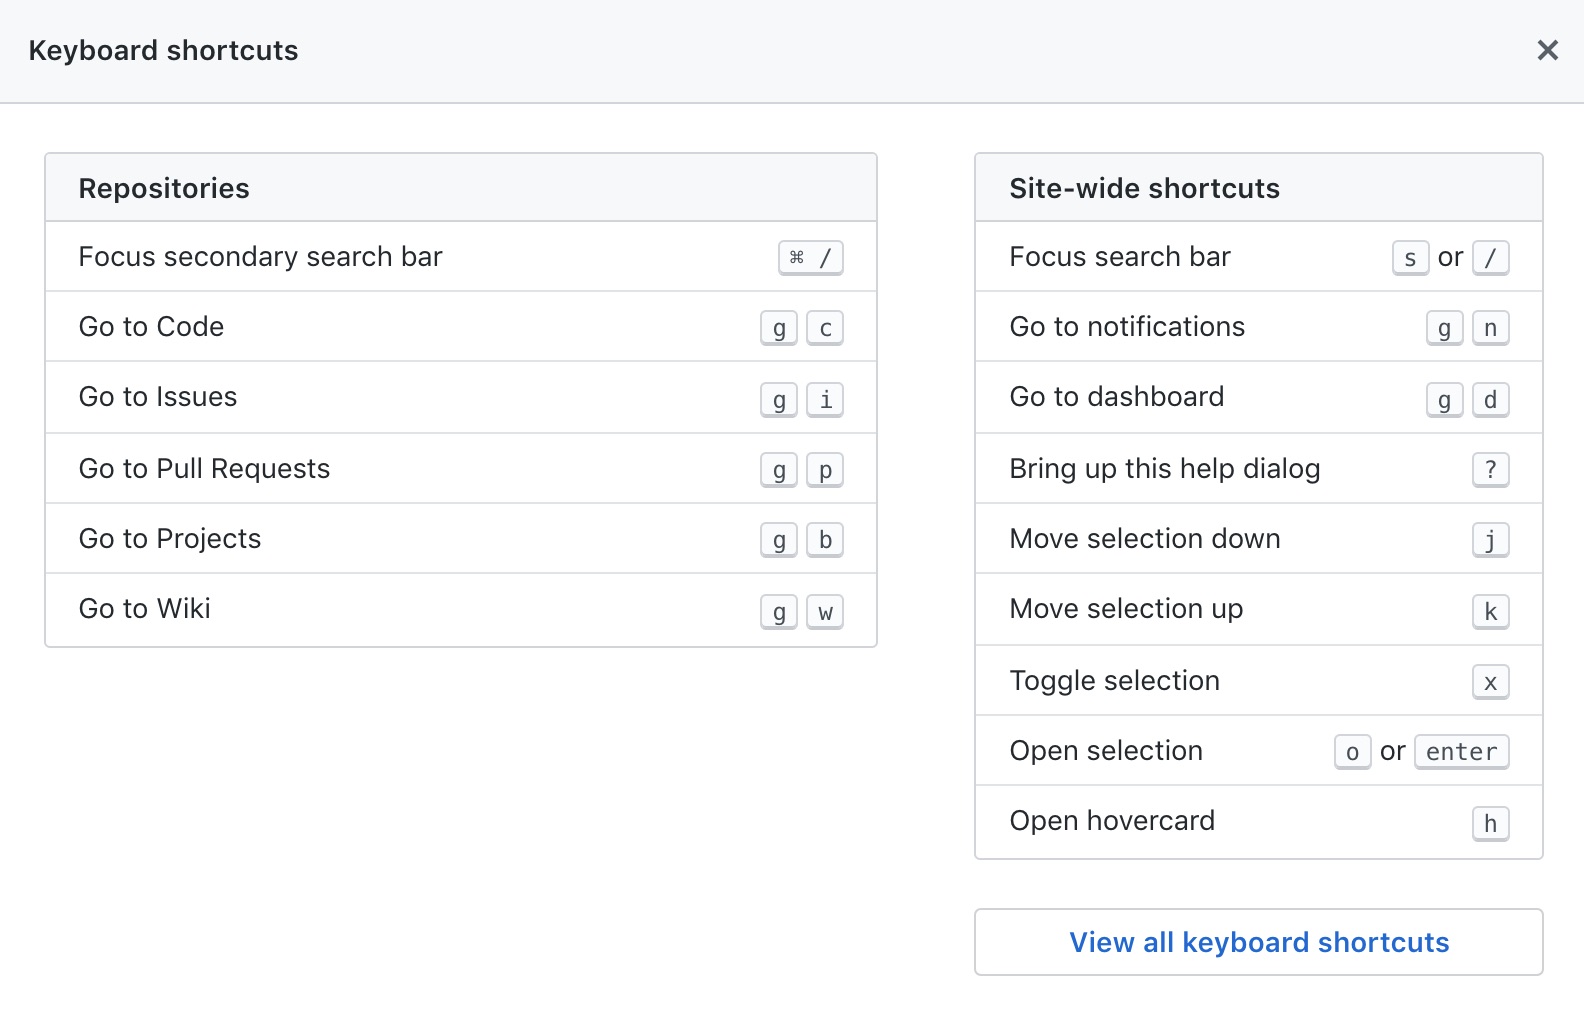 Keyboard shortcuts
Repositories
Focus secondary search bar ⌘ /
Go to Code g c
Go to Issues g i
Go to Pull Requests g p
Go to Projects g b
Go to Wiki g w
Site-wide shortcuts
Focus search bar s or /
Go to notifications g n
Go to dashboard g d
Bring up this help dialog ?
Move selection down j
Move selection up k
Toggle selection x
Open selection o or enter
Open hovercard h
View all keyboard shortcuts